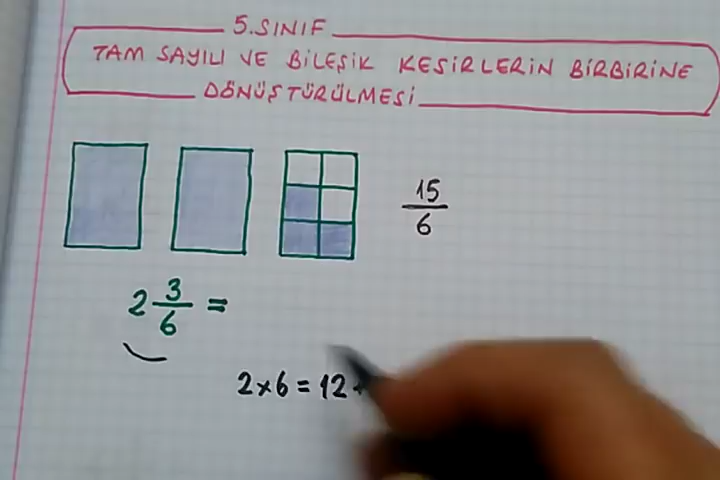 5.SINIF
TAM SAYILI VE BİLEŞİK KESİRLERİN BİRBİRİNE
DÖNÜŞTÜRÜLMESİ
15
6
2 3/6 =
2×6=12+